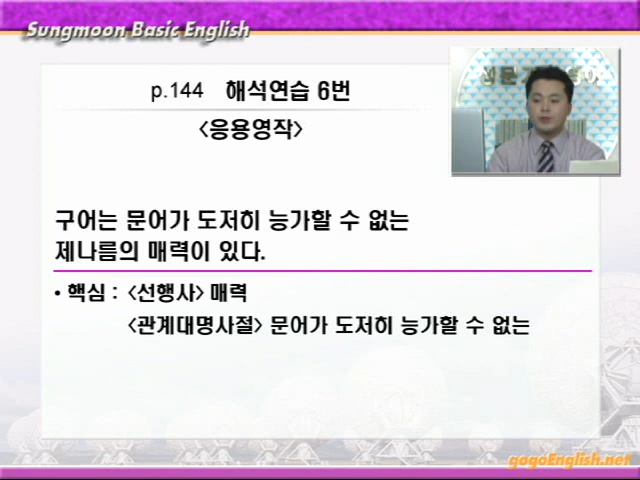 Sungmoon Basic English
p.144 해석연습 6번
<응용영작>
구어는 문어가 도저히 능가할 수 없는
제나름의 매력이 있다.
• 핵심 : <선행사> 매력
<관계대명사절> 문어가 도저히 능가할 수 없는
gogoEnglish.net